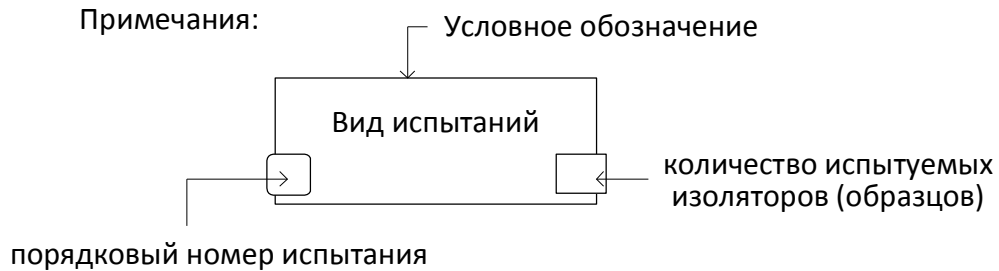 Примечания:
Условное обозначение
Вид испытаний
количество испытуемых
изоляторов (образцов)
порядковый номер испытания